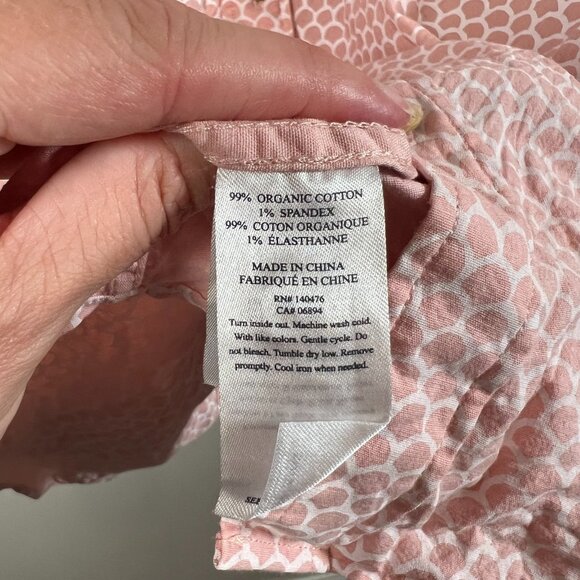 99% ORGANIC COTTON
1% SPANDEX
99% COTON ORGANIQUE
1% ÉLASTHANNE
MADE IN CHINA
FABRIQUÉ EN CHINE
RN# 140476
CA# 06894
Turn inside out. Machine wash cold.
With like colors. Gentle cycle. Do
not bleach. Tumble dry low. Remove
promptly. Cool iron when needed.